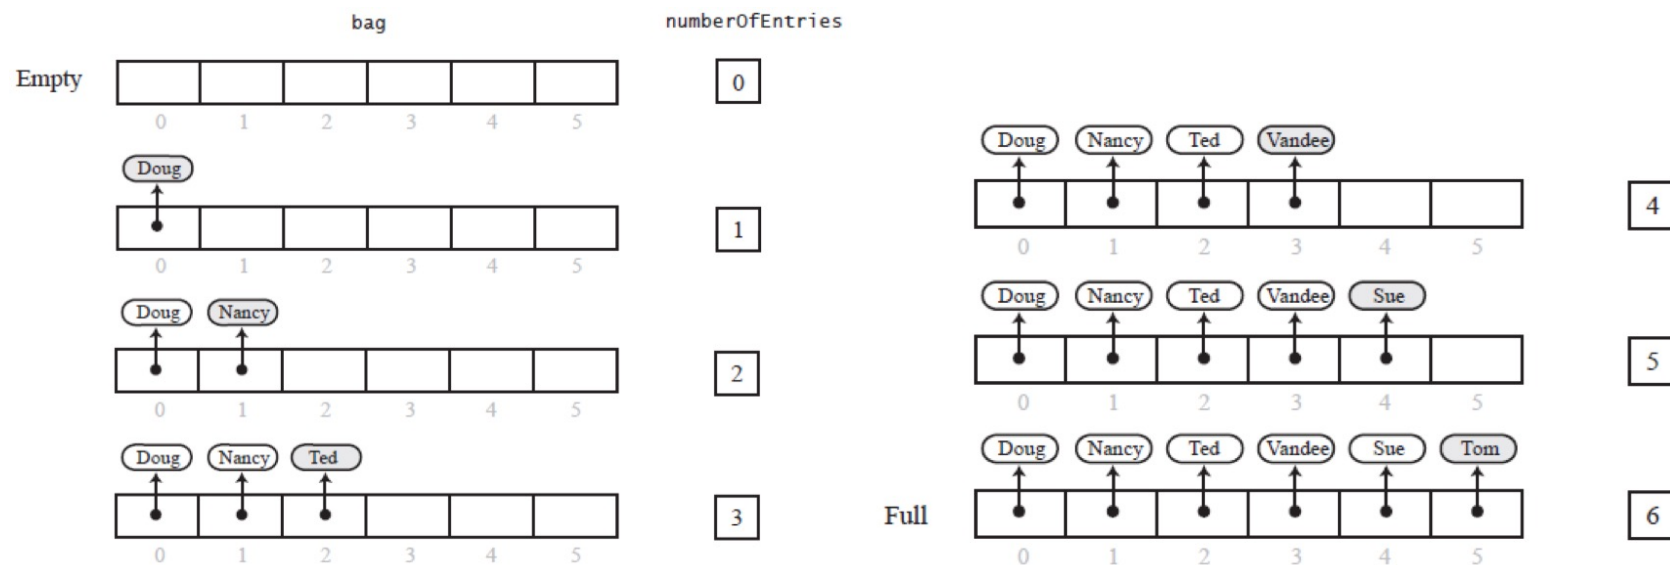 bag numberOfEntries
Empty 0
0 1 2 3 4 5
Doug
1
0 1 2 3 4 5
Doug Nancy
2
0 1 2 3 4 5
Doug Nancy Ted
3
0 1 2 3 4 5
Doug Nancy Ted Vandee
4
0 1 2 3 4 5
Doug Nancy Ted Vandee Sue
5
0 1 2 3 4 5
Doug Nancy Ted Vandee Sue Tom
Full 6
0 1 2 3 4 5